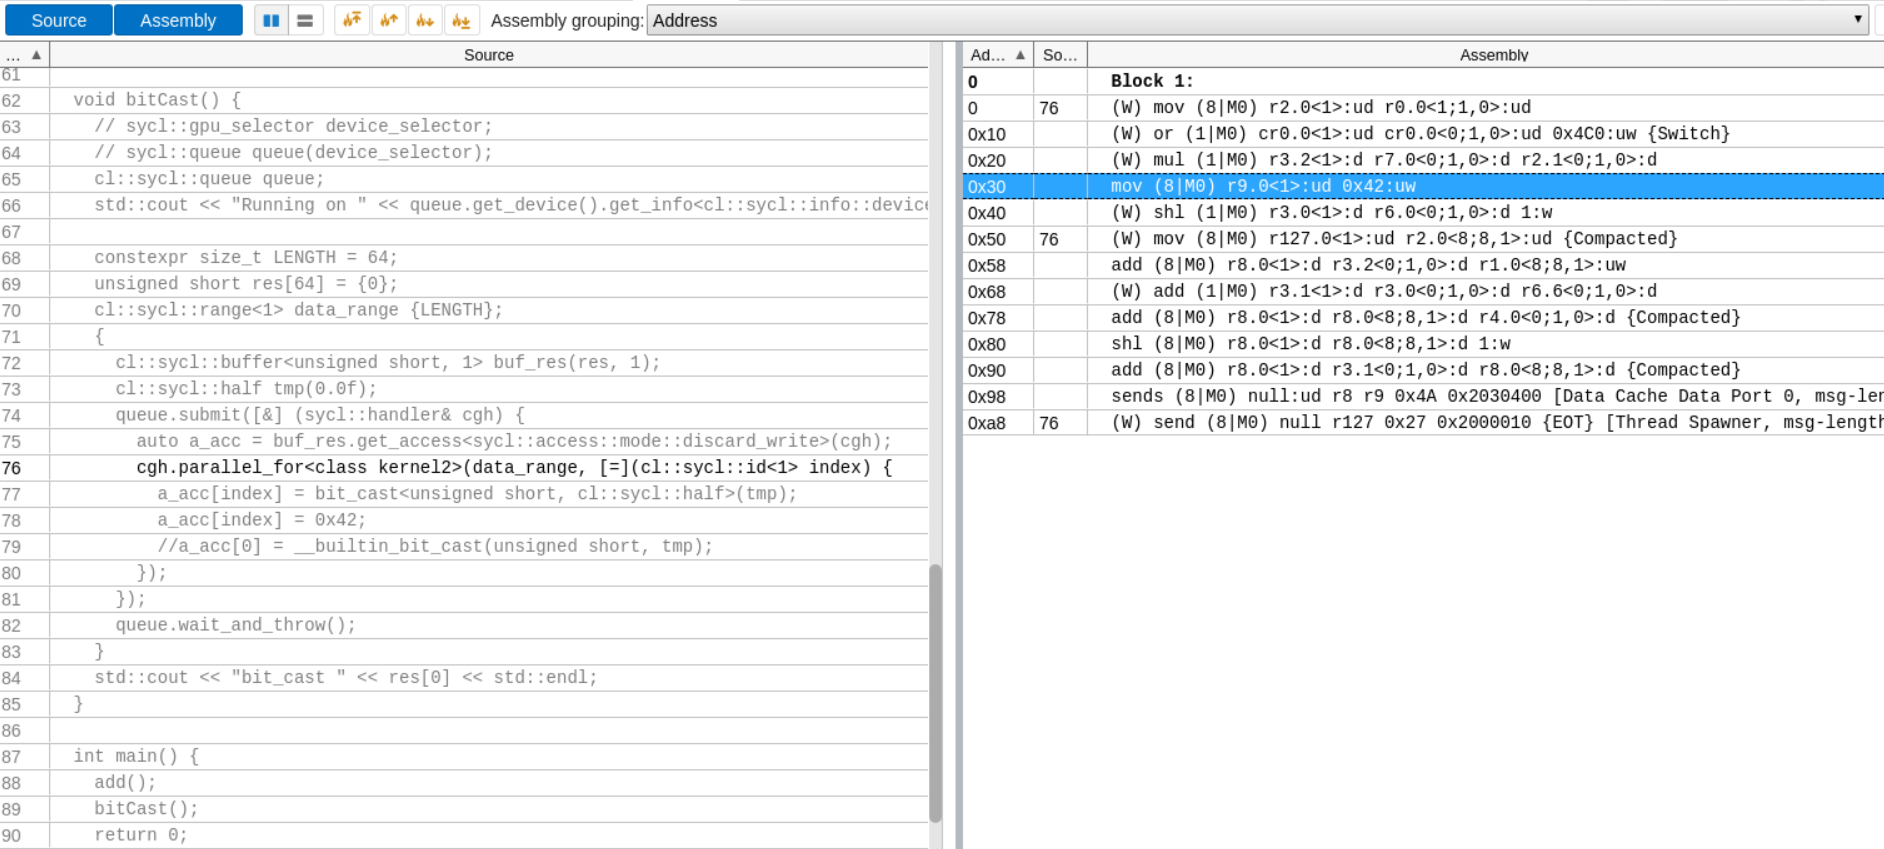 Source Assembly Assembly grouping: Address
... Source
61
62 void bitCast() {
63 // sycl::gpu_selector device_selector;
64 // sycl::queue queue(device_selector);
65 cl::sycl::queue queue;
66 std::cout << "Running on " << queue.get_device().get_info<cl::sycl::info::device
67
68 constexpr size_t LENGTH = 64;
69 unsigned short res[64] = {0};
70 cl::sycl::range<1> data_range {LENGTH};
71 {
72 cl::sycl::buffer<unsigned short, 1> buf_res(res, 1);
73 cl::sycl::half tmp(0.0f);
74 queue.submit([&] (sycl::handler& cgh) {
75 auto a_acc = buf_res.get_access<sycl::access::mode::discard_write>(cgh);
76 cgh.parallel_for<class kernel2>(data_range, [=](cl::sycl::id<1> index) {
77 a_acc[index] = bit_cast<unsigned short, cl::sycl::half>(tmp);
78 a_acc[index] = 0x42;
79 //a_acc[0] = __builtin_bit_cast(unsigned short, tmp);
80 });
81 });
82 queue.wait_and_throw();
83 }
84 std::cout << "bit_cast " << res[0] << std::endl;
85 }
86
87 int main() {
88 add();
89 bitCast();
90 return 0;
Ad... So... Assembly
0 Block 1:
0 76 (W) mov (8|M0) r2.0<1>:ud r0.0<1;1,0>:ud
0x10 (W) or (1|M0) cr0.0<1>:ud cr0.0<0;1,0>:ud 0x4C0:uw {Switch}
0x20 (W) mul (1|M0) r3.2<1>:d r7.0<0;1,0>:d r2.1<0;1,0>:d
0x30 mov (8|M0) r9.0<1>:ud 0x42:uw
0x40 (W) shl (1|M0) r3.0<1>:d r6.0<0;1,0>:d 1:w
0x50 76 (W) mov (8|M0) r127.0<1>:ud r2.0<8;8,1>:ud {Compacted}
0x58 add (8|M0) r8.0<1>:d r3.2<0;1,0>:d r1.0<8;8,1>:uw
0x68 (W) add (1|M0) r3.1<1>:d r3.0<0;1,0>:d r6.6<0;1,0>:d
0x78 add (8|M0) r8.0<1>:d r8.0<8;8,1>:d r4.0<0;1,0>:d {Compacted}
0x80 shl (8|M0) r8.0<1>:d r8.0<8;8,1>:d 1:w
0x90 add (8|M0) r8.0<1>:d r3.1<0;1,0>:d r8.0<8;8,1>:d {Compacted}
0x98 sends (8|M0) null:ud r8 r9 0x4A 0x2030400 [Data Cache Data Port 0, msg-len
0xa8 76 (W) send (8|M0) null r127 0x27 0x2000010 {EOT} [Thread Spawner, msg-length